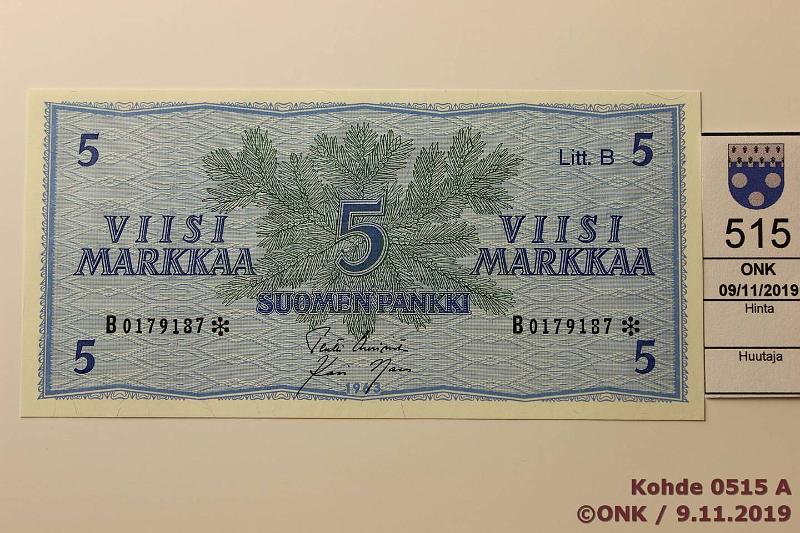 5
Litt. B 5
VIISI MARKKAA
5
VIISI MARKKAA
SUOMEN PANKKI
B0179187*
B0179187*
5
1963
5
515
ONK
09/11/2019
Hinta
Huutaja
Kohde 0515 A
©ONK / 9.11.2019